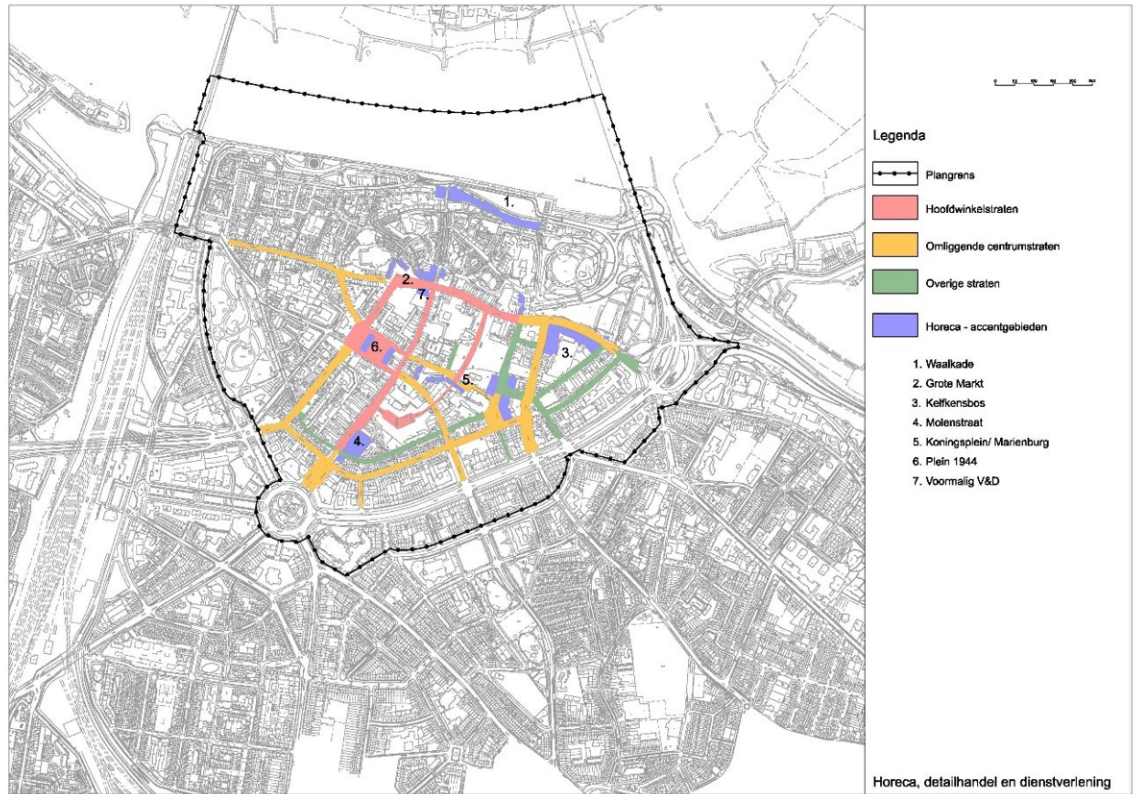 1.
2.
7.
6.
3.
5.
4.
Legenda
Plangrens
Hoofdwinkelstraten
Omliggende centrumstraten
Overige straten
Horeca - accentgebieden
1. Waalkade
2. Grote Markt
3. Kelfkensbos
4. Molenstraat
5. Koningsplein/ Marienburg
6. Plein 1944
7. Voormalig V&D
Horeca, detailhandel en dienstverlening